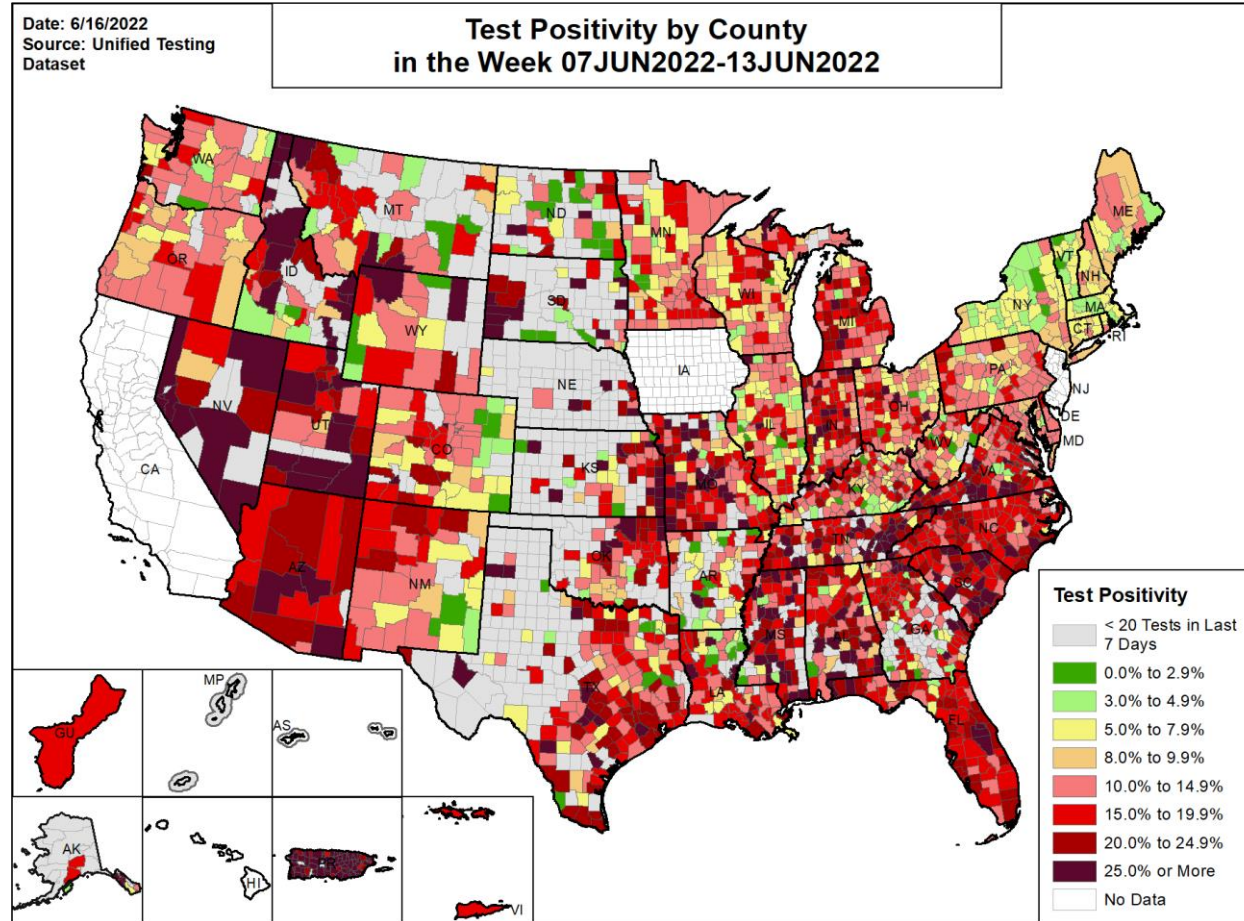 Date: 6/16/2022
Source: Unified Testing
Dataset
Test Positivity by County
in the Week 07JUN2022-13JUN2022
WA
MT
ND
MN
ME
OR
ID
SD
WI
MI
VT
NH
NY
MA
CT
RI
WY
NE
IA
PA
NJ
NV
UT
CO
KS
IL
IN
OH
DE
MD
WV
CA
MO
KY
VA
AZ
NM
OK
AR
TN
NC
SC
TX
LA
MS
AL
GA
FL
Test Positivity
< 20 Tests in Last
7 Days
0.0% to 2.9%
3.0% to 4.9%
5.0% to 7.9%
8.0% to 9.9%
10.0% to 14.9%
15.0% to 19.9%
20.0% to 24.9%
25.0% or More
No Data
GU
MP
AS
AK
HI
PR
VI